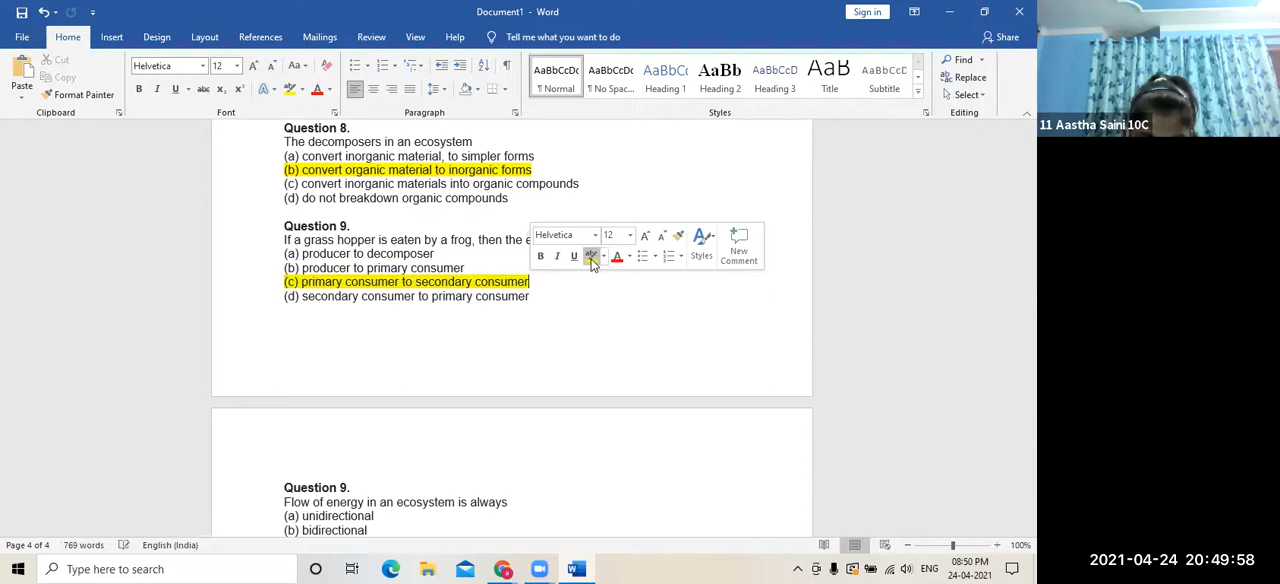 Document1 - Word
Sign in
File
Home
Insert
Design
Layout
References
Mailings
Review
View
Help
Tell me what you want to do
Share
Paste
Cut
Copy
Format Painter
Clipboard
Helvetica
12
Font
Paragraph
AaBbCcDc
¶ Normal
AaBbCcDc
¶ No Spac...
AaBbCc
Heading 1
AaBb
Heading 2
AaBbCcD
Heading 3
AaB
Title
AaBbCcD
Subtitle
Styles
Find
Replace
Select
Editing
11 Aastha Saini 10C
Question 8.
The decomposers in an ecosystem
(a) convert inorganic material, to simpler forms
(b) convert organic material to inorganic forms
(c) convert inorganic materials into organic compounds
(d) do not breakdown organic compounds
Question 9.
If a grass hopper is eaten by a frog, then the e
(a) producer to decomposer
(b) producer to primary consumer
(c) primary consumer to secondary consumer
(d) secondary consumer to primary consumer
Helvetica
12
Styles
New
Comment
Question 9.
Flow of energy in an ecosystem is always
(a) unidirectional
(b) bidirectional
Page 4 of 4
769 words
English (India)
100%
Type here to search
ENG
08:50 PM
24-04-2021
2021-04-24 20:49:58